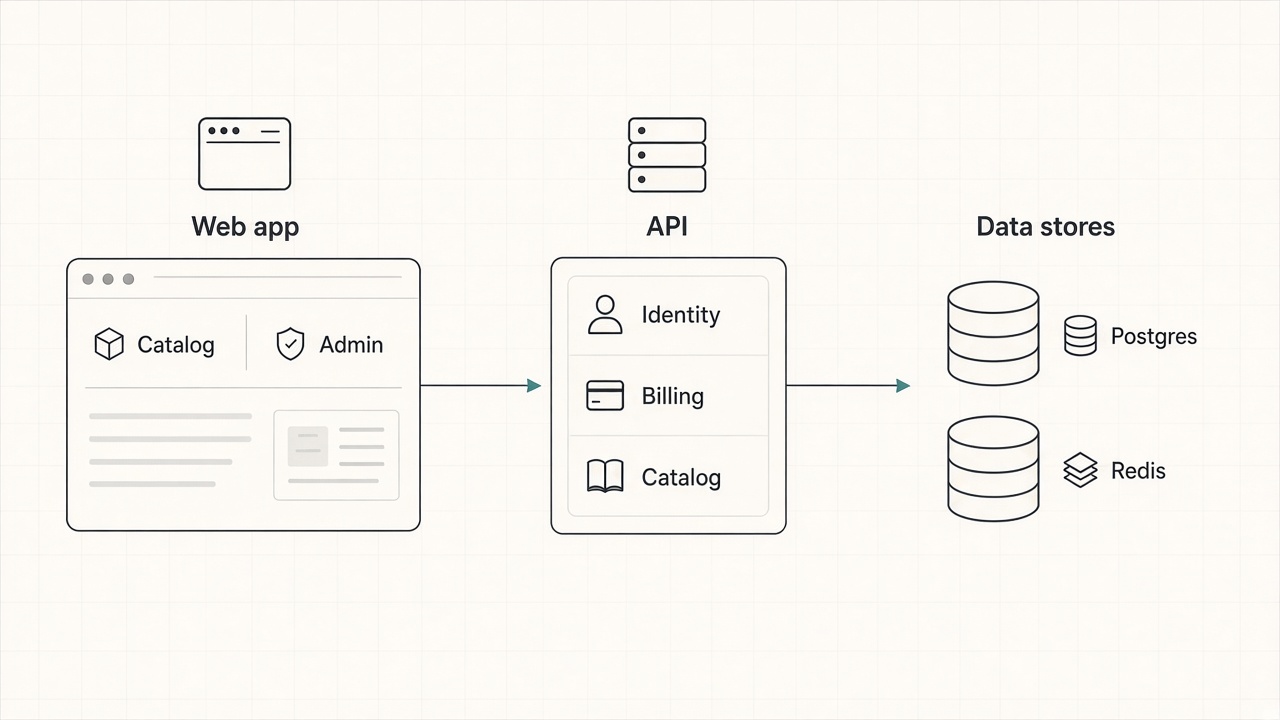 Web app
Catalog
Admin
API
Identity
Billing
Catalog
Data stores
Postgres
Redis